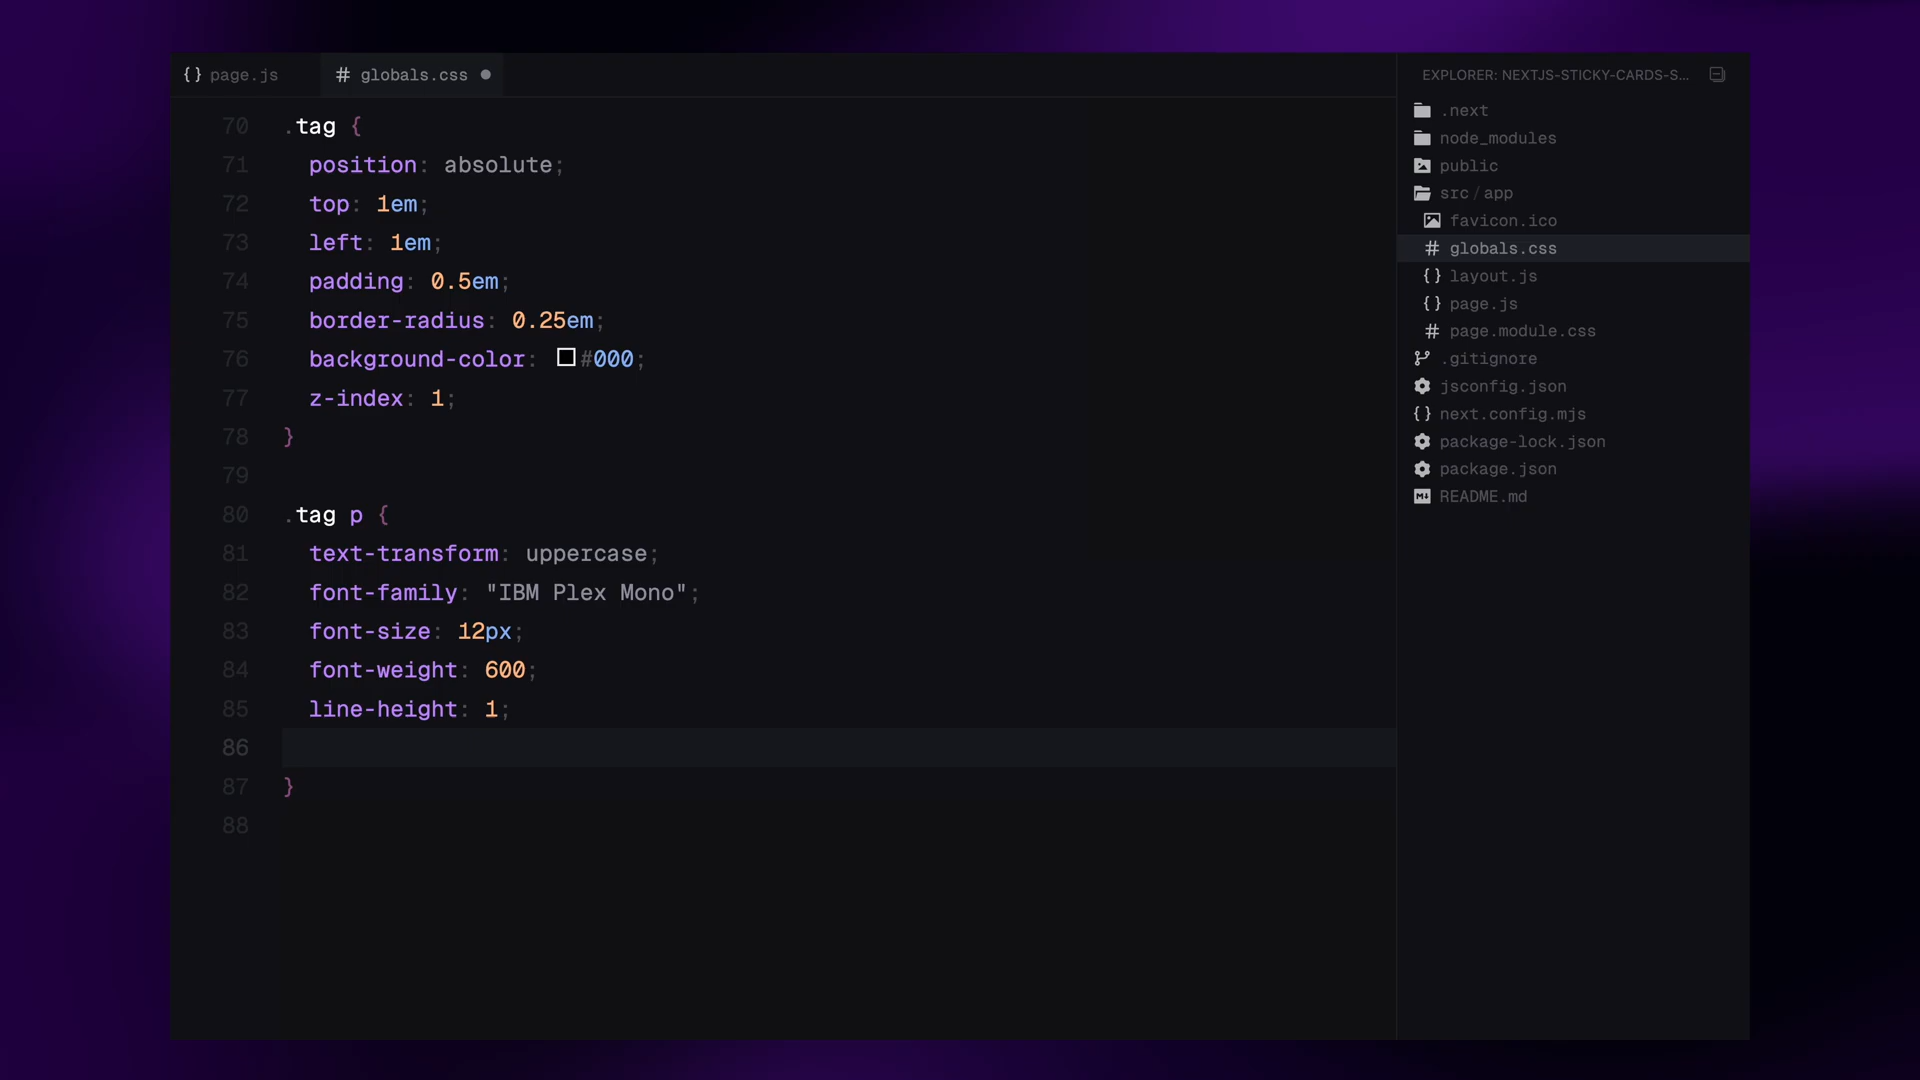 page.js
# globals.css
70 .tag {
71 position: absolute;
72 top: 1em;
73 left: 1em;
74 padding: 0.5em;
75 border-radius: 0.25em;
76 background-color: #000;
77 z-index: 1;
78 }
79
80 .tag p {
81 text-transform: uppercase;
82 font-family: "IBM Plex Mono";
83 font-size: 12px;
84 font-weight: 600;
85 line-height: 1;
86
87 }
88
EXPLORER: NEXTJS-STICKY-CARDS-S...
.next
node_modules
public
src/app
favicon.ico
# globals.css
{} layout.js
{} page.js
# page.module.css
.gitignore
jsconfig.json
{} next.config.mjs
package-lock.json
package.json
README.md